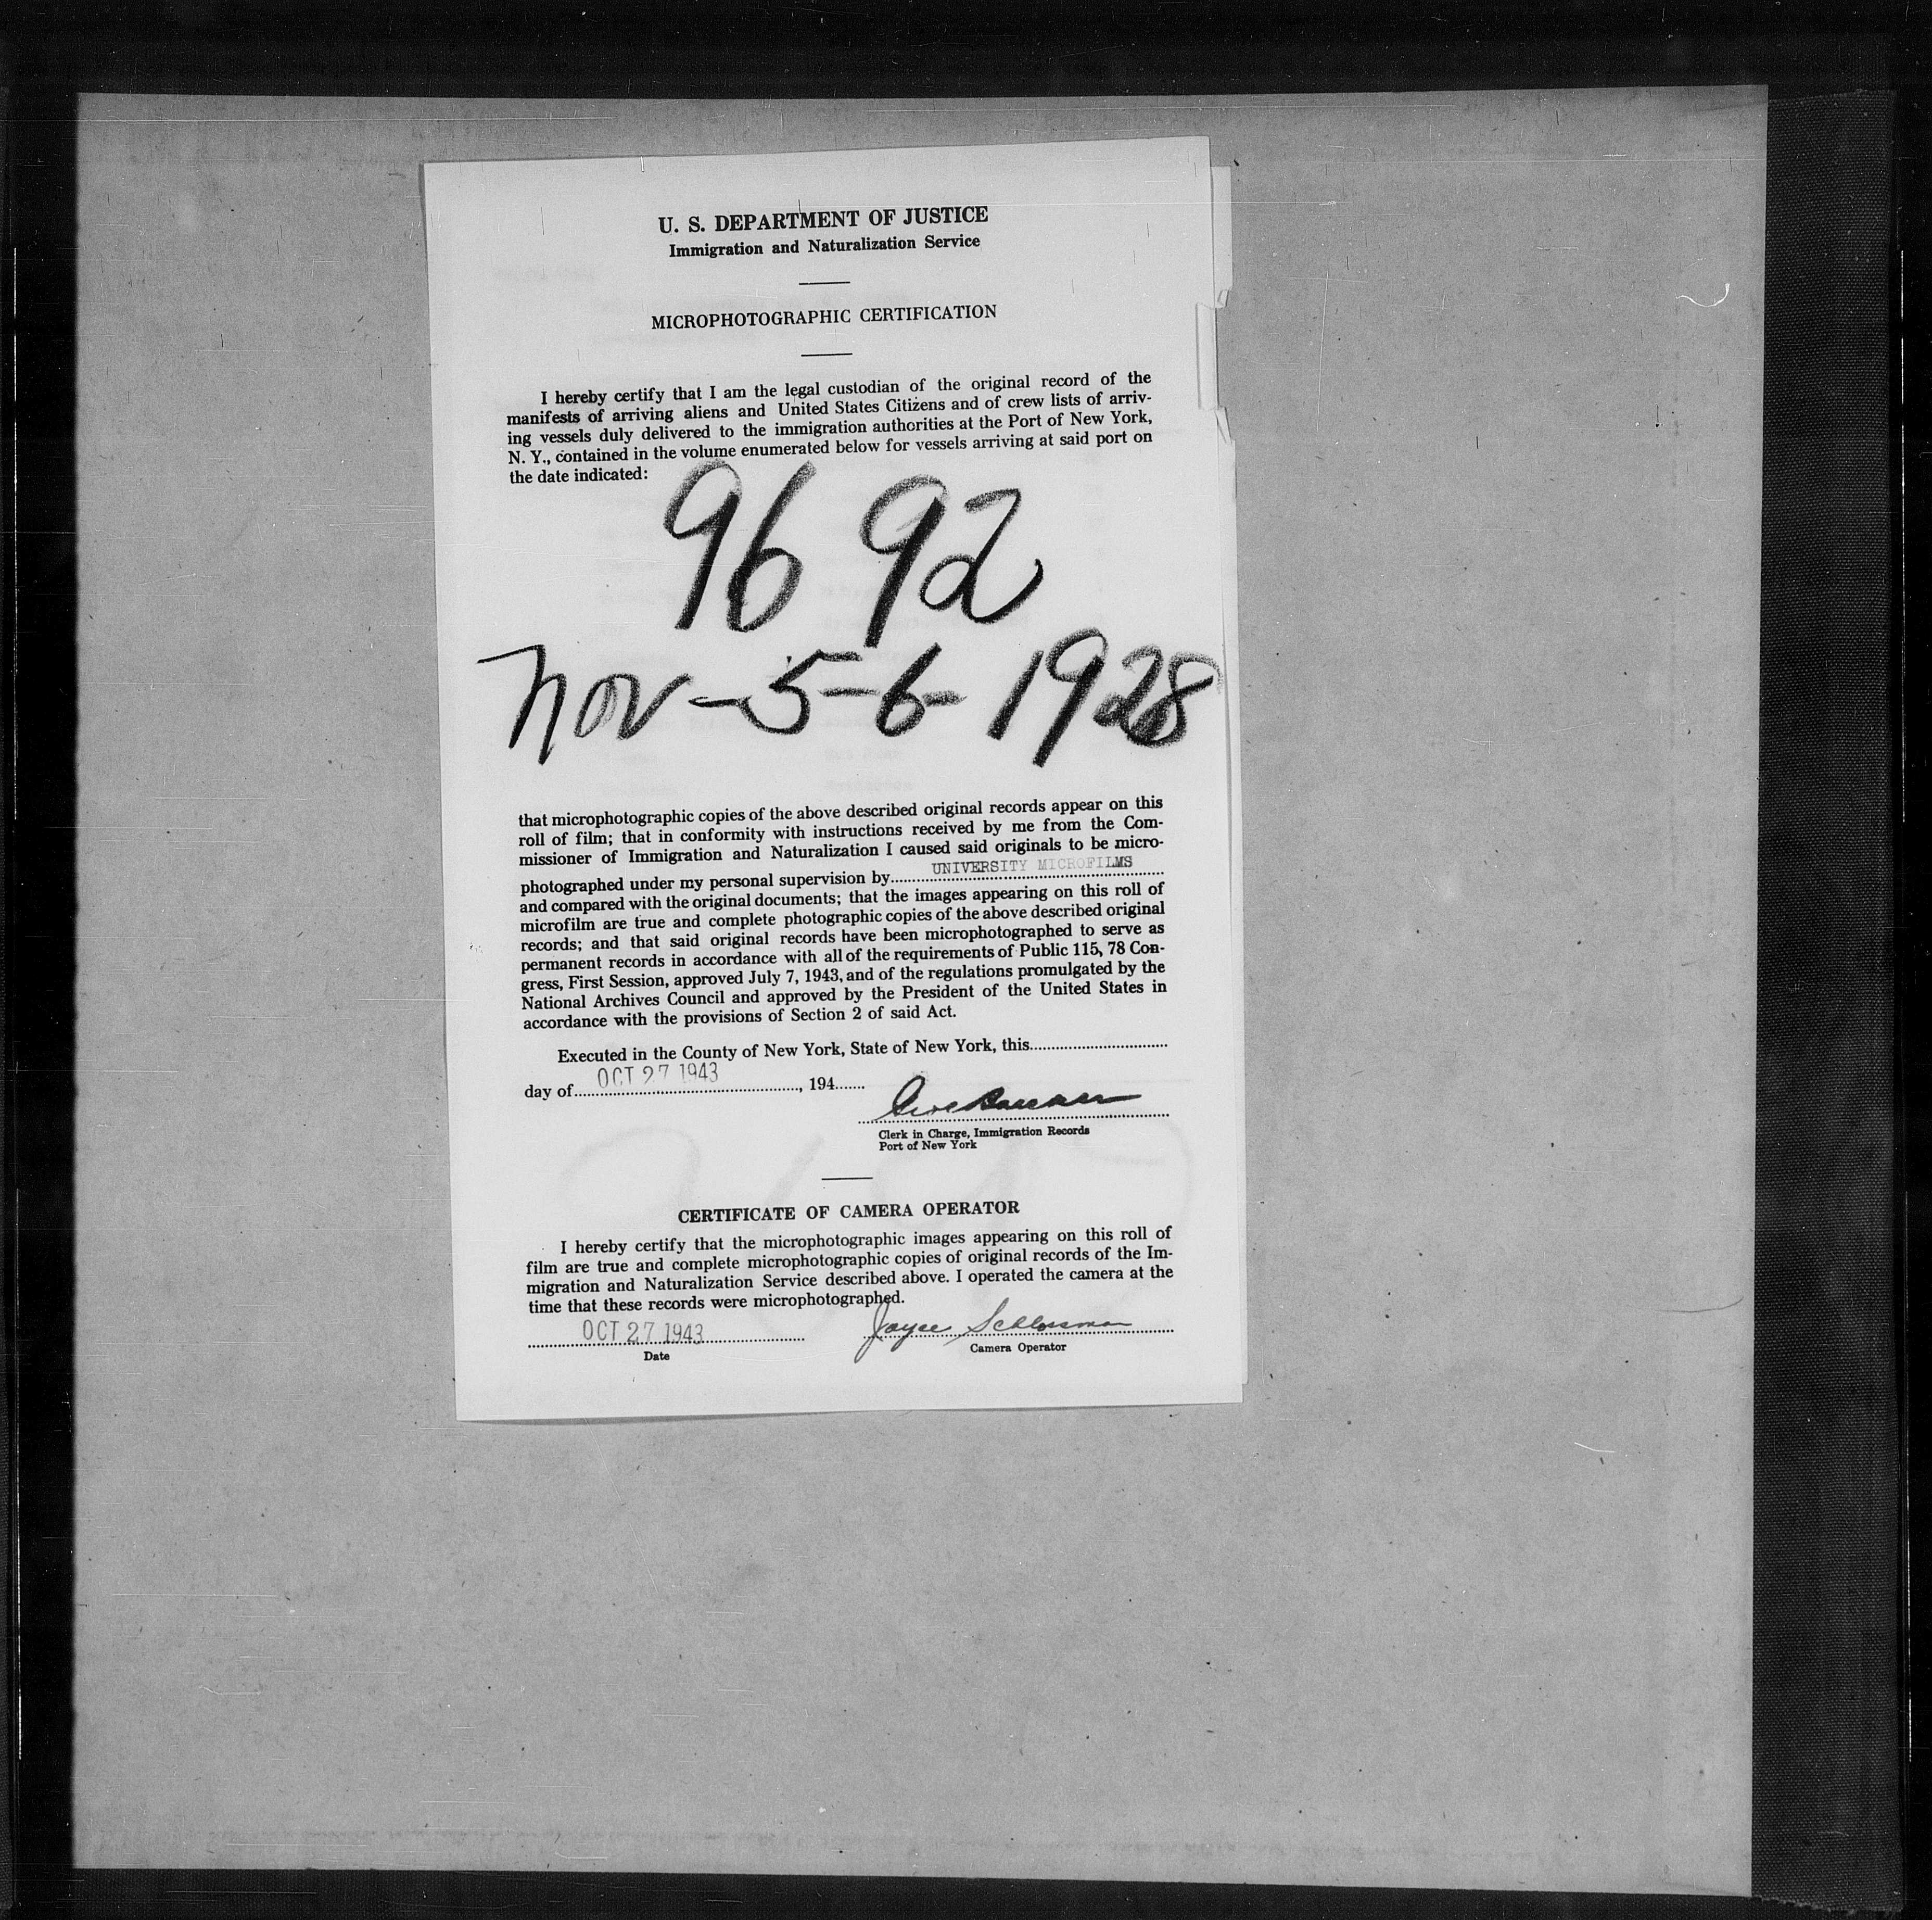 U. S. DEPARTMENT OF JUSTICE
Immigration and Naturalization Service
MICROPHOTOGRAPHIC CERTIFICATION
I hereby certify that I am the legal custodian of the original record of the
manifests of arriving aliens and United States Citizens and of crew lists of arriv-
ing vessels duly delivered to the immigration authorities at the Port of New York,
N. Y., contained in the volume enumerated below for vessels arriving at said port on
the date indicated:
9692
Nov-5-6-1928
that microphotographic copies of the above described original records appear on this
roll of film; that in conformity with instructions received by me from the Com-
missioner of Immigration and Naturalization I caused said originals to be micro-
photographed under my personal supervision by UNIVERSITY MICROFILMS
and compared with the original documents; that the images appearing on this roll of
microfilm are true and complete photographic copies of the above described original
records; and that said original records have been microphotographed to serve as
permanent records in accordance with all of the requirements of Public 115, 78 Con-
gress, First Session, approved July 7, 1943, and of the regulations promulgated by the
National Archives Council and approved by the President of the United States in
accordance with the provisions of Section 2 of said Act.
Executed in the County of New York, State of New York, this
day of OCT 27 1943, 194
Clerk in Charge, Immigration Records
Port of New York
CERTIFICATE OF CAMERA OPERATOR
I hereby certify that the microphotographic images appearing on this roll of
film are true and complete microphotographic copies of original records of the Im-
migration and Naturalization Service described above. I operated the camera at the
time that these records were microphotographed.
OCT 27 1943 Joyce Schlossman
Date Camera Operator